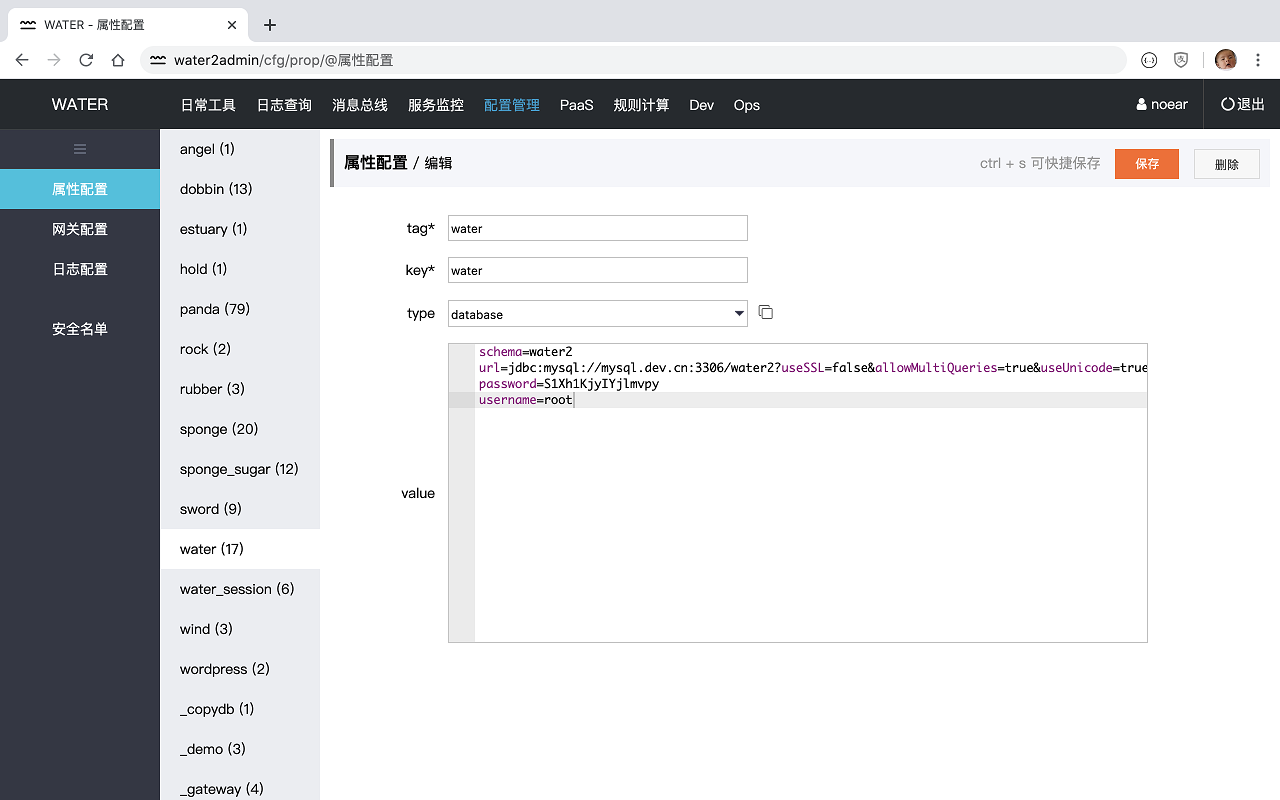 WATER - 属性配置
water2admin/cfg/prop/@属性配置
WATER 日常工具 日志查询 消息总线 服务监控 配置管理 PaaS 规则计算 Dev Ops noear 退出
属性配置
网关配置
日志配置
安全名单
angel (1)
dobbin (13)
estuary (1)
hold (1)
panda (79)
rock (2)
rubber (3)
sponge (20)
sponge_sugar (12)
sword (9)
water (17)
water_session (6)
wind (3)
wordpress (2)
_copydb (1)
_demo (3)
_gateway (4)
属性配置 / 编辑 ctrl + s 可快捷保存 保存 删除
tag* water
key* water
type database
value
schema=water2
url=jdbc:mysql://mysql.dev.cn:3306/water2?useSSL=false&allowMultiQueries=true&useUnicode=true
password=S1Xh1KjyIYjlmvpy
username=root